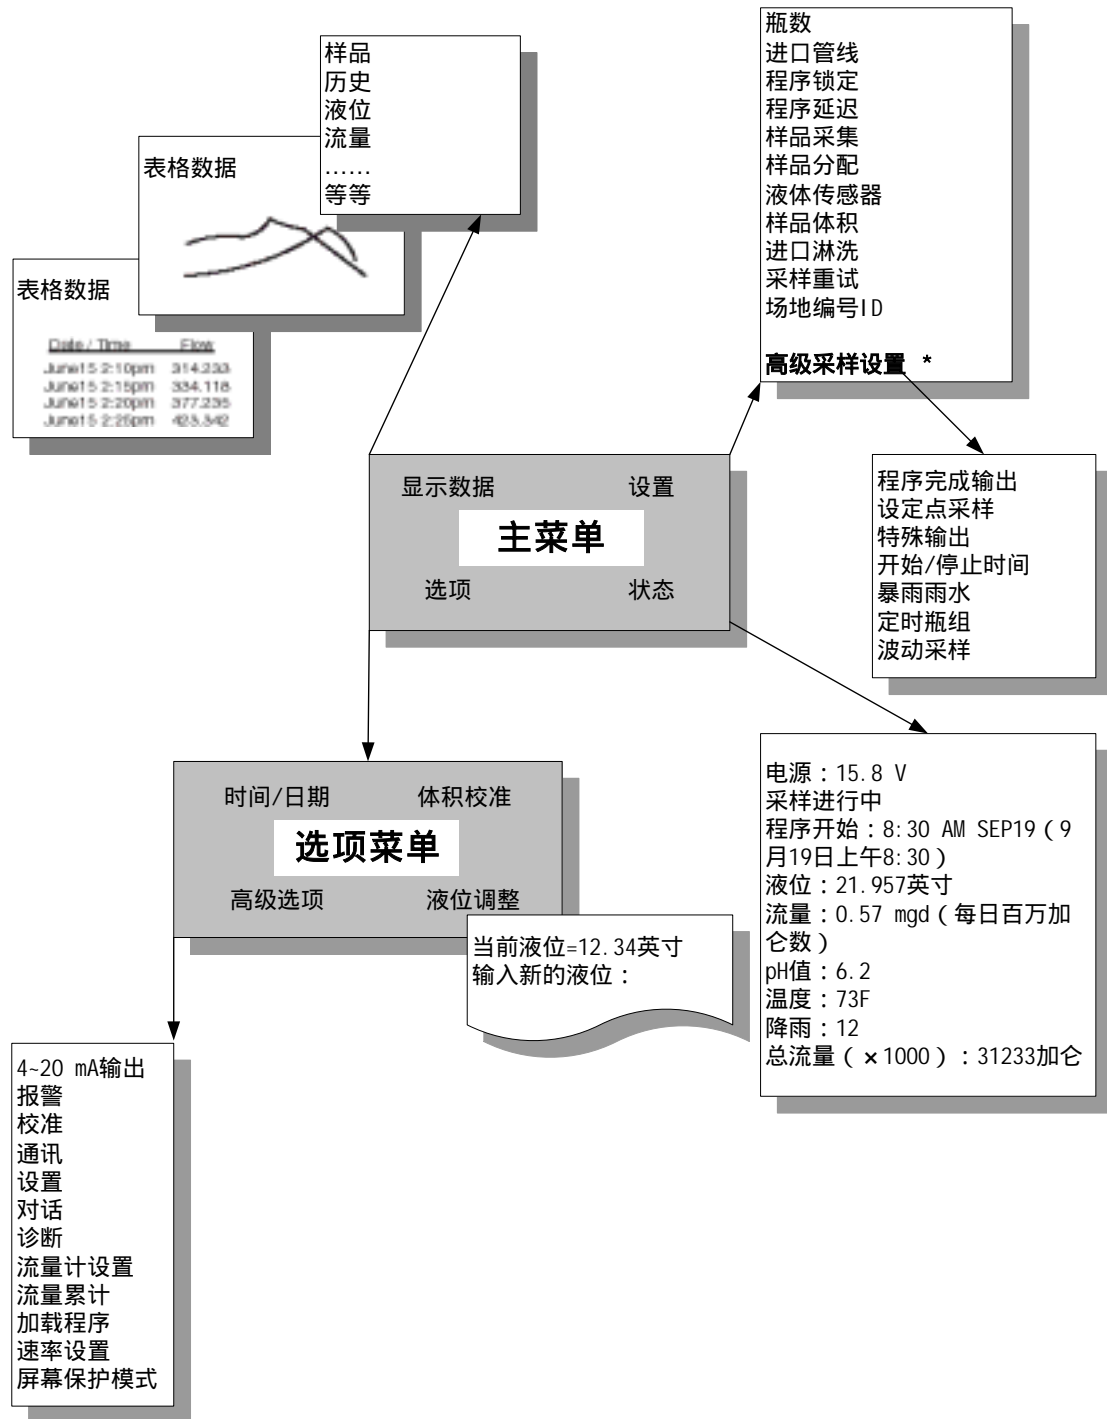 样品
历史
液位
流量
......
等等
表格数据
表格数据
Date / Time Flow
June15 2:10pm 314.233
June15 2:15pm 334.118
June15 2:20pm 377.235
June15 2:25pm 423.342
瓶数
进口管线
程序锁定
程序延迟
样品采集
样品分配
液体传感器
样品体积
进口淋洗
采样重试
场地编号ID
高级采样设置 *
程序完成输出
设定点采样
特殊输出
开始/停止时间
暴雨雨水
定时瓶组
波动采样
显示数据 设置
主菜单
选项 状态
时间/日期 体积校准
选项菜单
高级选项 液位调整
当前液位=12.34英寸
输入新的液位：
电源：15.8 V
采样进行中
程序开始：8:30 AM SEP19（9
月19日上午8:30）
液位：21.957英寸
流量：0.57 mgd（每日百万加
仑数）
pH值：6.2
温度：73F
降雨：12
总流量（×1000）：31233加仑
4~20 mA输出
报警
校准
通讯
设置
对话
诊断
流量计设置
流量累计
加载程序
速率设置
屏幕保护模式